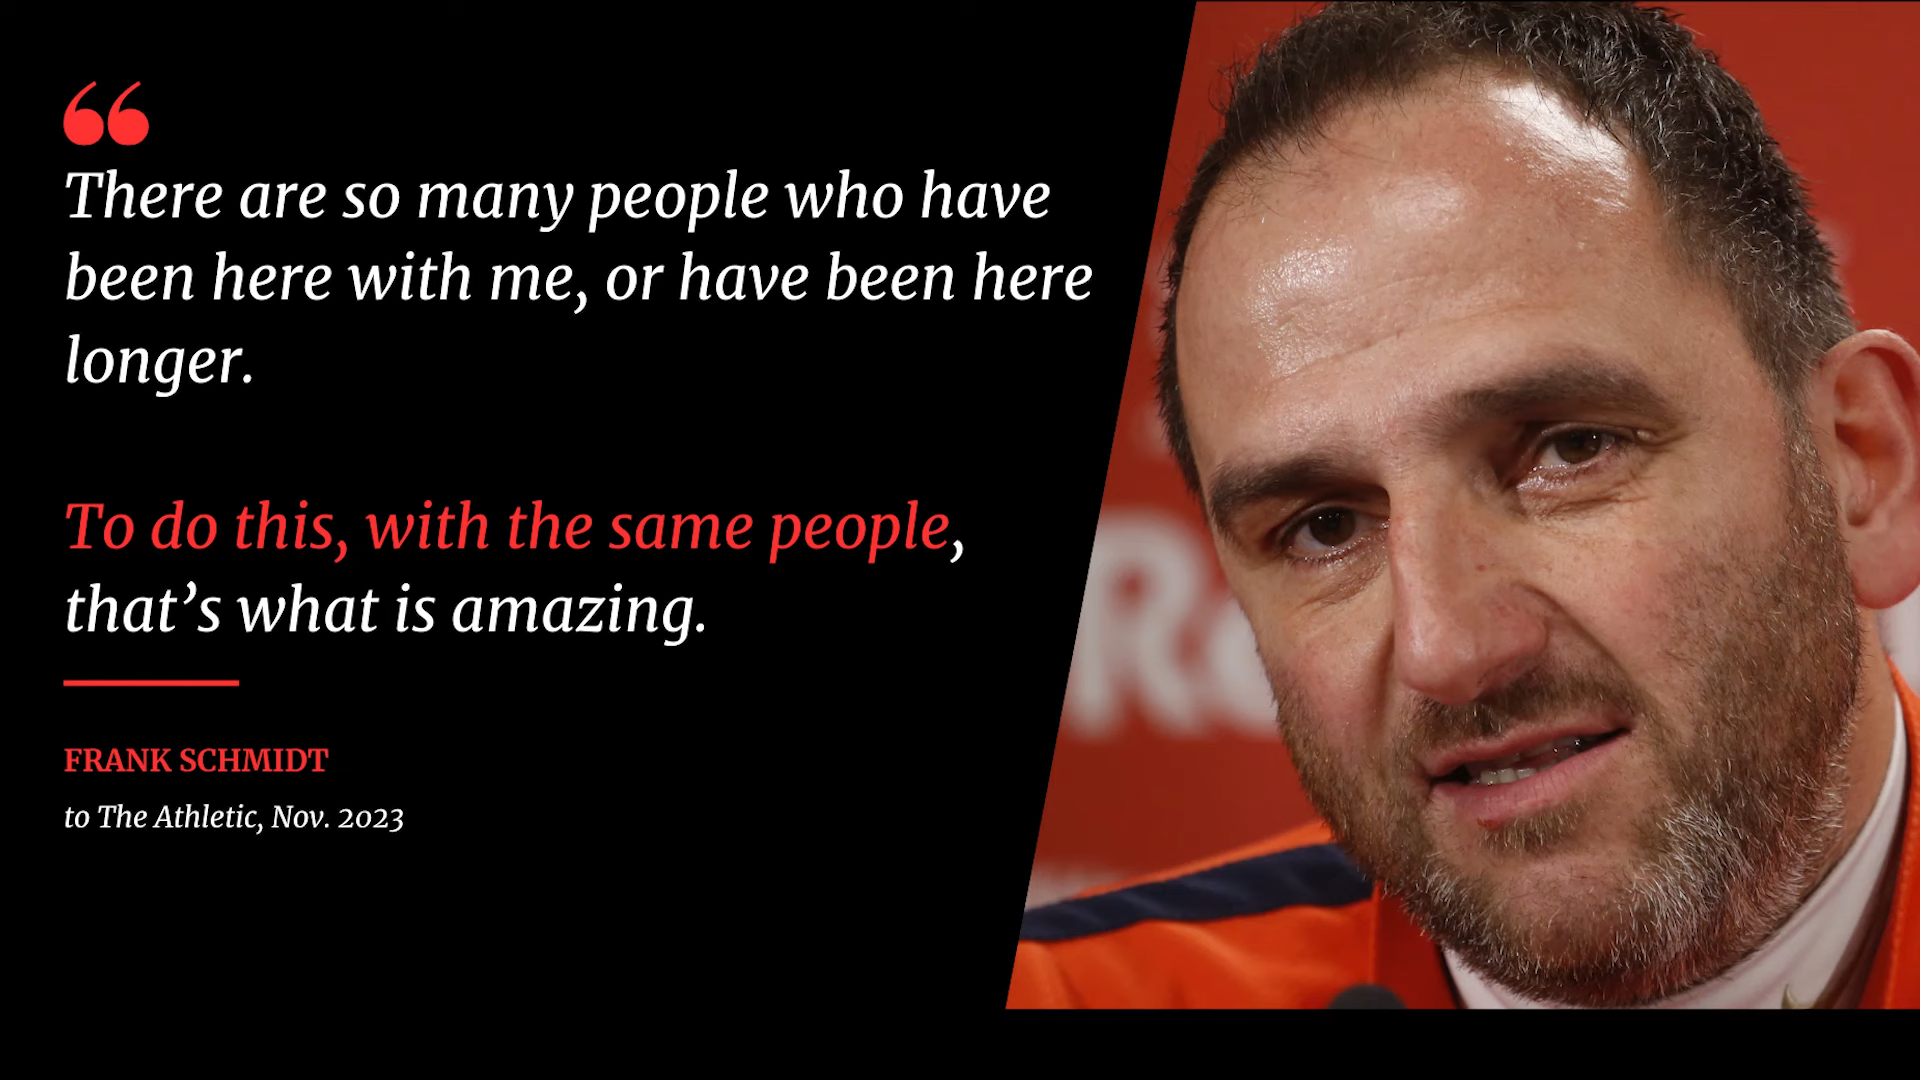 “
There are so many people who have
been here with me, or have been here
longer.
To do this, with the same people,
that’s what is amazing.
FRANK SCHMIDT
to The Athletic, Nov. 2023